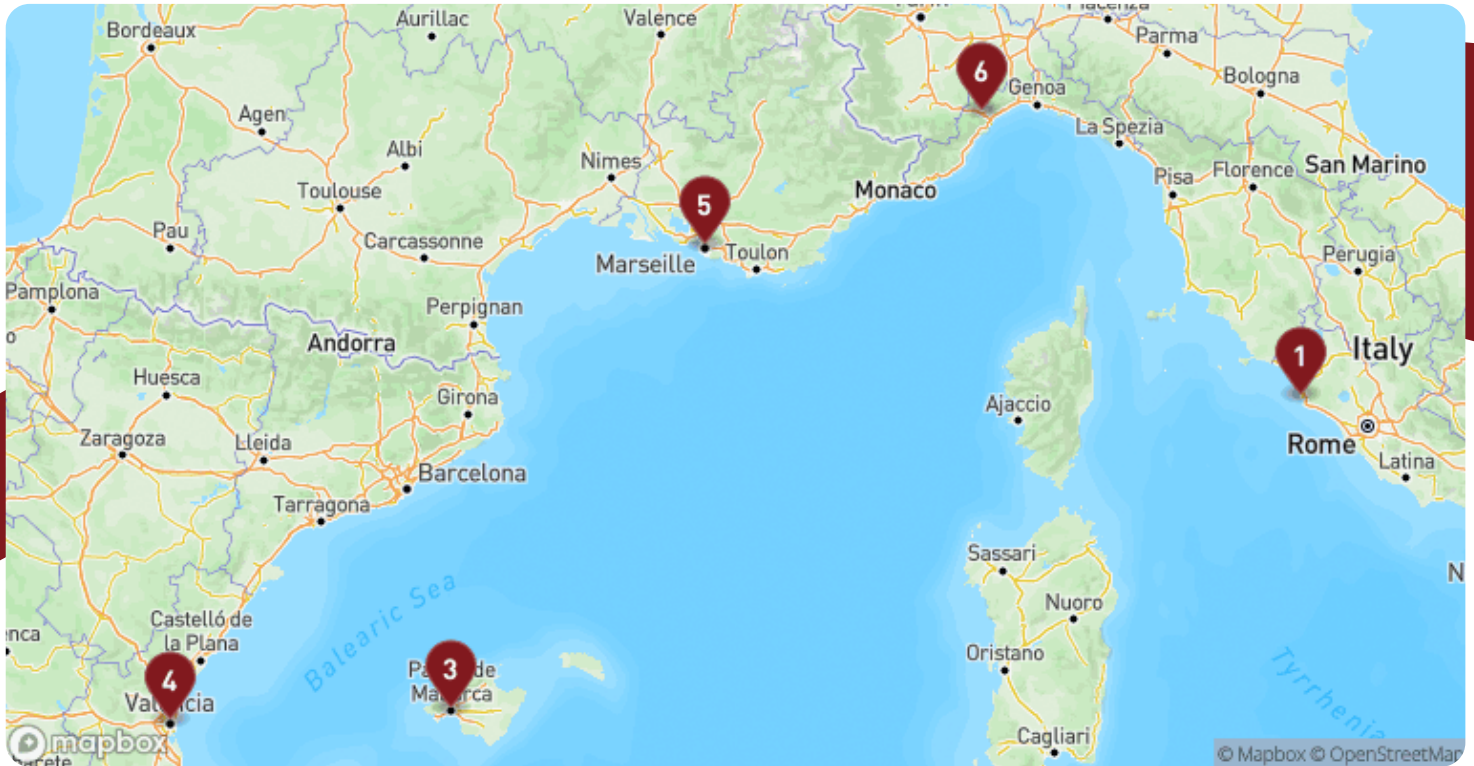 Bordeaux
Aurillac
Valence
Piacenza
Parma
6
Genoa
Bologna
Agen
La Spezia
Albi
Nimes
San Marino
Toulouse
5
Monaco
Pisa
Florence
Pau
Carcassonne
Marseille
Toulon
Perugia
Pamplona
Perpignan
Andorra
1
Italy
Huesca
Girona
Ajaccio
Zaragoza
Lleida
Barcelona
Rome
Latina
Tarragona
Sassari
Balearic Sea
Nuoro
Castelló de
la Plana
Oristano
4
3
Tyrrhenia
Cagliari
mapbox
© Mapbox © OpenStreetMap